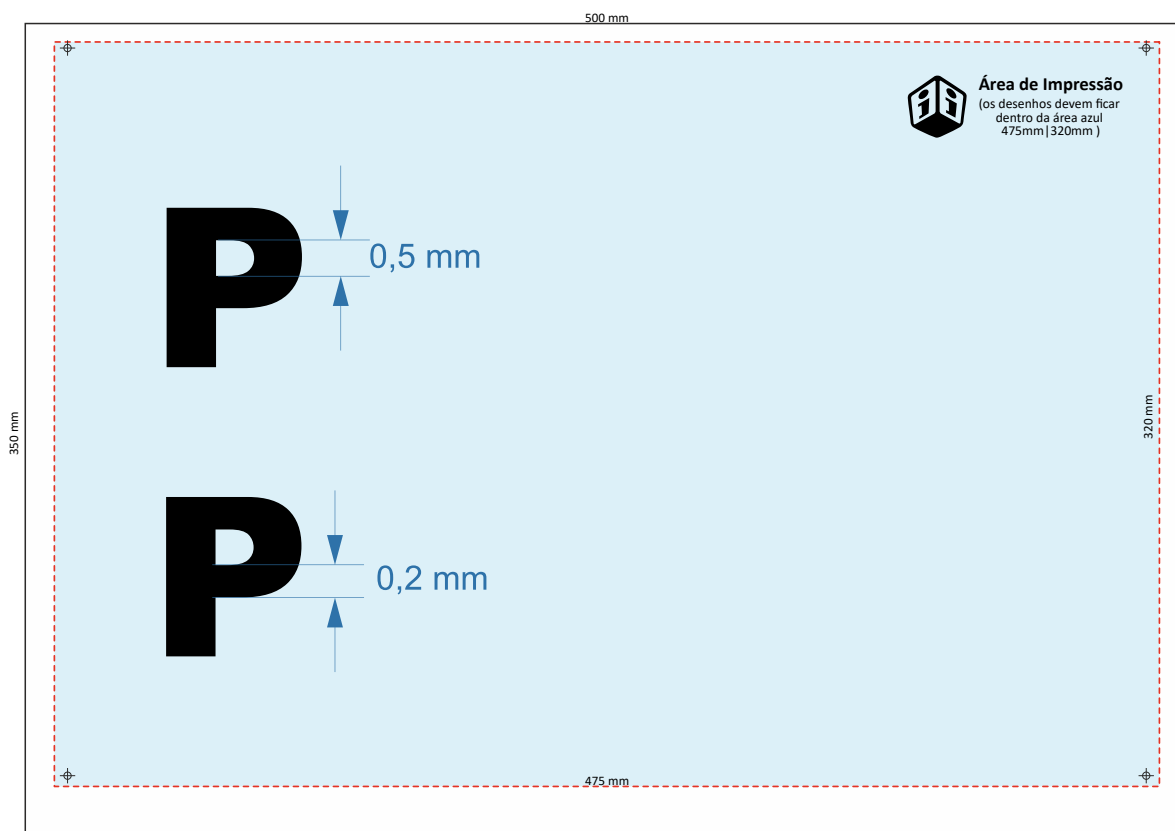 500 mm
Área de Impressão
(os desenhos devem ficar
dentro da área azul
475mm|320mm )
P
0,5 mm
350 mm
320 mm
P
0,2 mm
475 mm